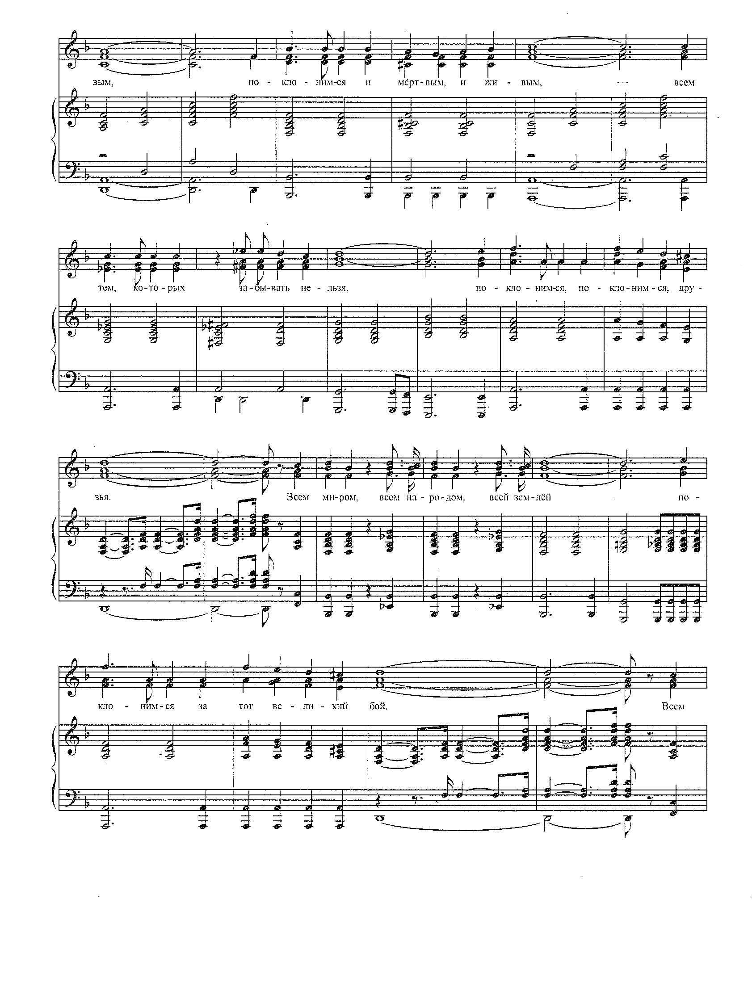 вым, по - кло - ним-ся и мёрт-вым, и жи - вым, — всем
тем, ко-то-рых за-бы-вать не-льзя, по - кло - ним-ся, по - кло-ним-ся, дру -
зья. Всем ми-ром, всем на-ро-дом, всей зем-лёй по -
кло - ним-ся за тот ве-ли-кий бой. Всем